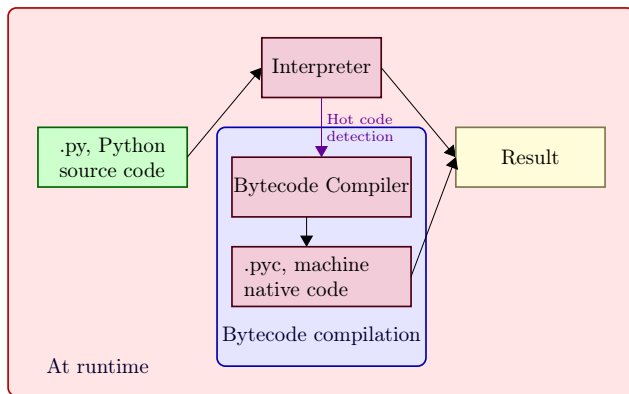 Interpreter
Hot code
detection
.py, Python
source code
Result
Bytecode Compiler
.pyc, machine
native code
Bytecode compilation
At runtime